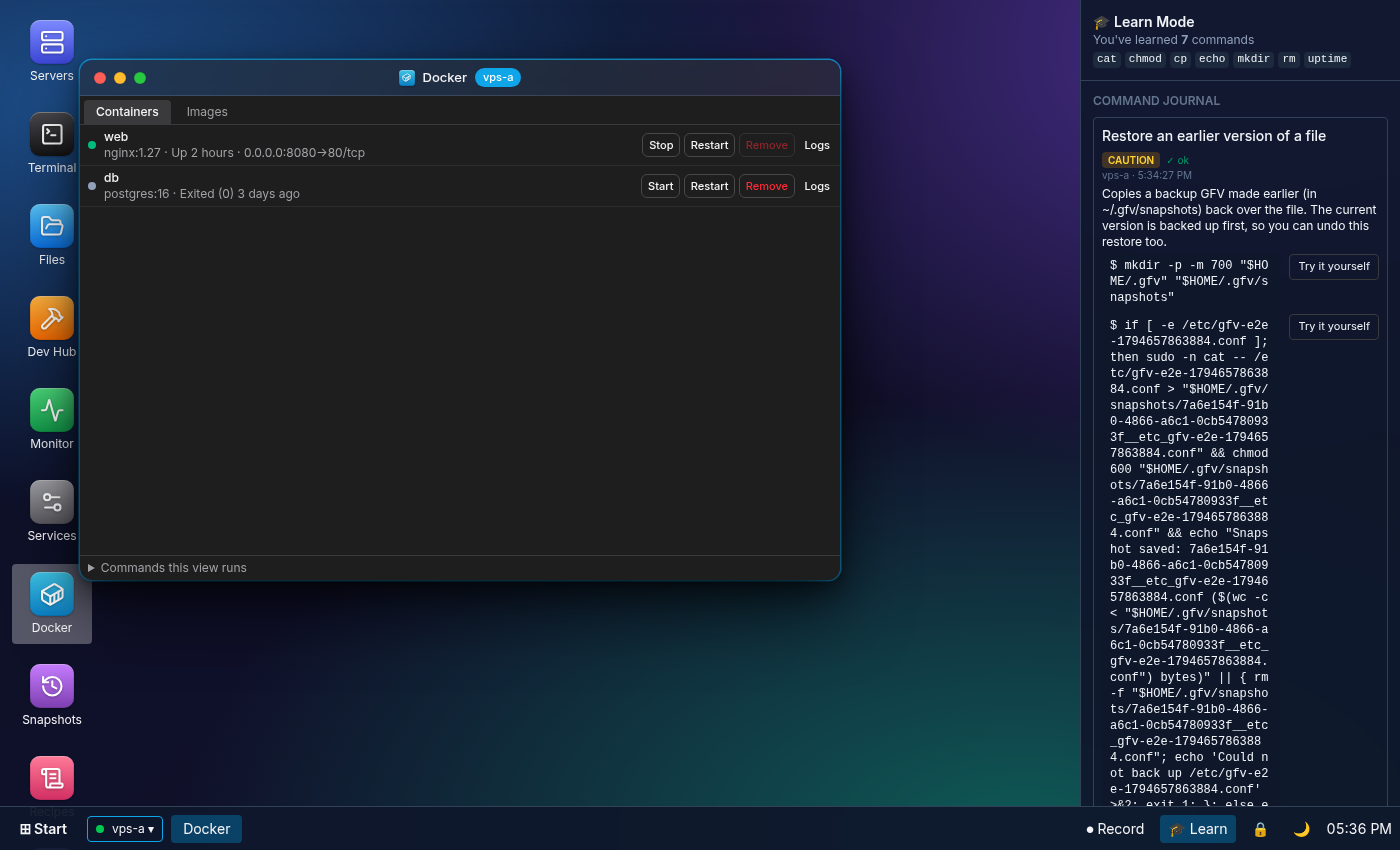 Servers
Terminal
Files
Dev Hub
Monitor
Services
Docker
Snapshots
Recipes
Docker vps-a
Containers Images
web
nginx:1.27 · Up 2 hours · 0.0.0.0:8080->80/tcp
Stop Restart Remove Logs
db
postgres:16 · Exited (0) 3 days ago
Start Restart Remove Logs
Commands this view runs
Learn Mode
You've learned 7 commands
cat chmod cp echo mkdir rm uptime
COMMAND JOURNAL
Restore an earlier version of a file
CAUTION ✓ ok
vps-a · 5:34:27 PM
Copies a backup GFV made earlier (in
~/.gfv/snapshots) back over the file. The current
version is backed up first, so you can undo this
restore too.
$ mkdir -p -m 700 "$HO
ME/.gfv" "$HOME/.gfv/s
napshots"
Try it yourself
$ if [ -e /etc/gfv-e2e
-1794657863884.conf ];
then sudo -n cat -- /e
tc/gfv-e2e-17946578638
84.conf > "$HOME/.gfv/
snapshots/7a6e154f-91b
0-4866-a6c1-0cb5478093
3f__etc_gfv-e2e-179465
7863884.conf" && chmod
600 "$HOME/.gfv/snapsh
ots/7a6e154f-91b0-4866
-a6c1-0cb54780933f__et
c_gfv-e2e-179465786388
4.conf" && echo "Snaps
hot saved: 7a6e154f-91
b0-4866-a6c1-0cb547809
33f__etc_gfv-e2e-17946
57863884.conf ($(wc -c
< "$HOME/.gfv/snapshot
s/7a6e154f-91b0-4866-a
6c1-0cb54780933f__etc_
gfv-e2e-1794657863884.
conf") bytes)" || { rm
-f "$HOME/.gfv/snapsho
ts/7a6e154f-91b0-4866-
a6c1-0cb54780933f__etc
_gfv-e2e-179465786388
4.conf"; echo 'Could n
ot back up /etc/gfv-e2
e-1794657863884.conf'
>&2; exit 1; }; else e
Try it yourself
Start
vps-a ▾
Docker
● Record
Learn
05:36 PM